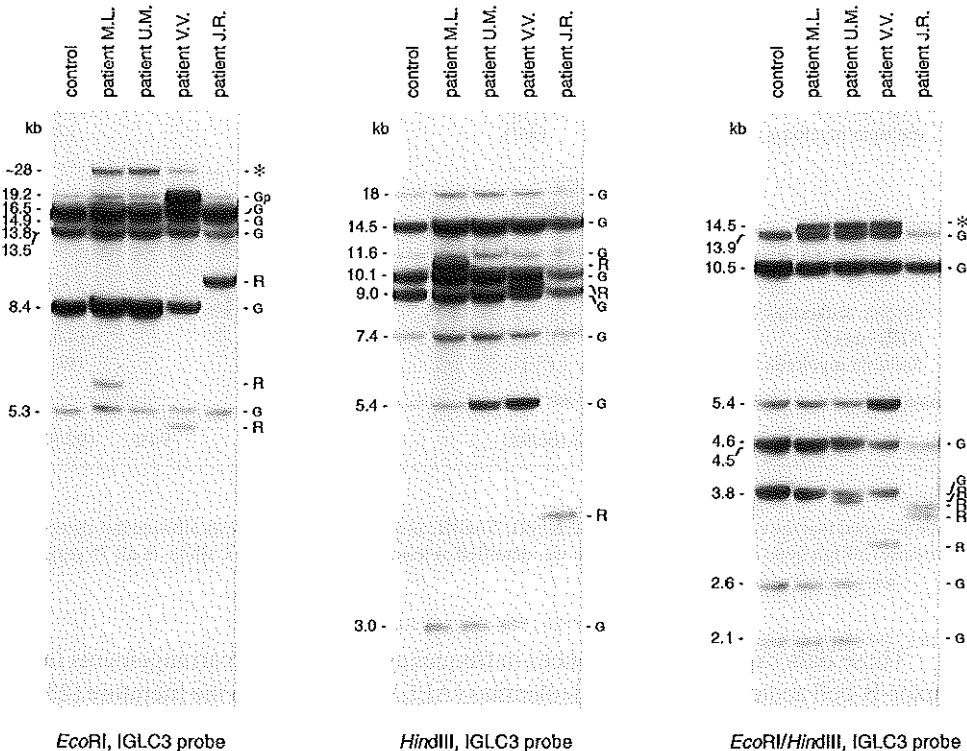 control
patient M.L.
patient U.M.
patient V.V.
patient J.R.
kb
~28 -
19.2 -
16.5 -
14.9 -
13.8
13.5
8.4 -
5.3 -
- *
- Gp
G
- G
- G
- R
- G
- R
- G
- R
EcoRI, IGLC3 probe
control
patient M.L.
patient U.M.
patient V.V.
patient J.R.
kb
18 -
14.5 -
11.6 -
10.1 -
9.0 -
7.4 -
5.4 -
3.0 -
- G
- G
- G
- R
- G
R
G
- G
- G
- R
- G
HindIII, IGLC3 probe
control
patient M.L.
patient U.M.
patient V.V.
patient J.R.
14.5 -
13.9
10.5 -
5.4 -
4.6 -
4.5
3.8 -
2.6 -
2.1 -
- *
- G
- G
- G
G
R
R
- R
- R
- G
- G
EcoRI/HindIII, IGLC3 probe